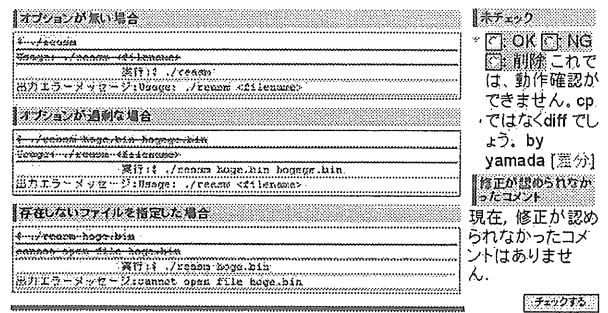 オプションが無い場合
$ ./reasm
Usage: ./reasm <filename>
実行:$ ./reasm
出力エラーメッセージ:Usage: ./reasm <filename>
オプションが過剰な場合
$ ./reasm hoge.bin hogege.bin
Usage: ./reasm <filename>
実行:$ ./reasm hoge.bin hogege.bin
出力エラーメッセージ:Usage: ./reasm <filename>
存在しないファイルを指定した場合
$ ./reasm hoge.bin
cannot open file hoge.bin
実行:$ ./reasm hoge.bin
出力エラーメッセージ:cannot open file hoge.bin
未チェック
* : OK : NG
: 削除 これで
は、動作確認が
できません。cp
ではなくdiff でし
ょう。 by
yamada [差分]
修正が認められなか
ったコメント
現在, 修正が認め
られなかったコメ
ントはありませ
ん.
チェックする